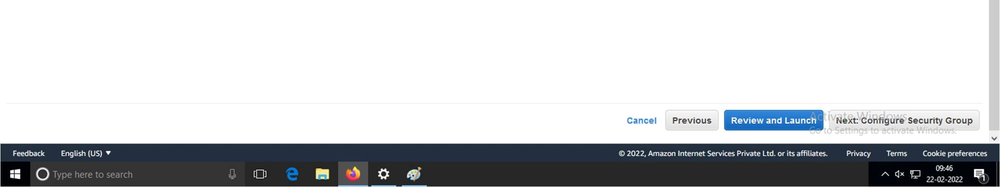 Cancel Previous Review and Launch Next: Configure Security Group
Activate Windows
Go to Settings to activate Windows.
Feedback English (US) © 2022, Amazon Internet Services Private Ltd. or its affiliates. Privacy Terms Cookie preferences
Type here to search
09:46
22-02-2022
1